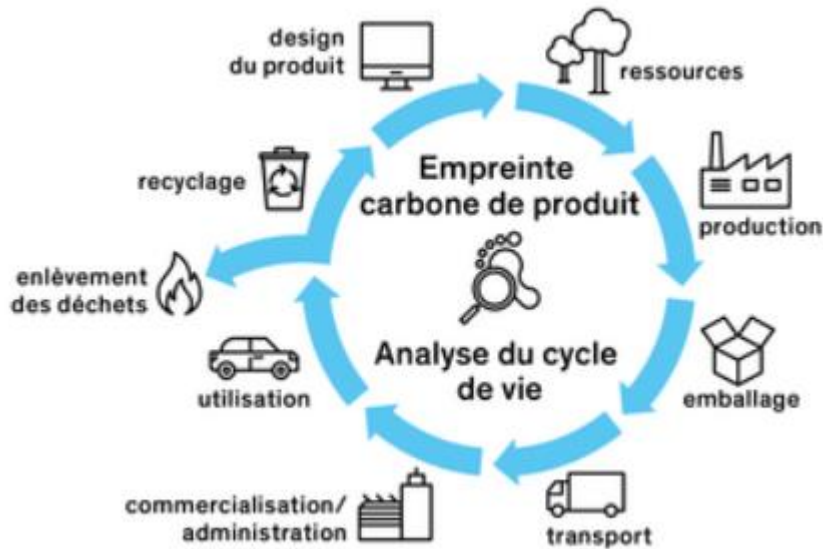 design
du produit
ressources
production
emballage
transport
commercialisation/
administration
utilisation
enlèvement
des déchets
recyclage
Empreinte
carbone de produit
Analyse du cycle
de vie